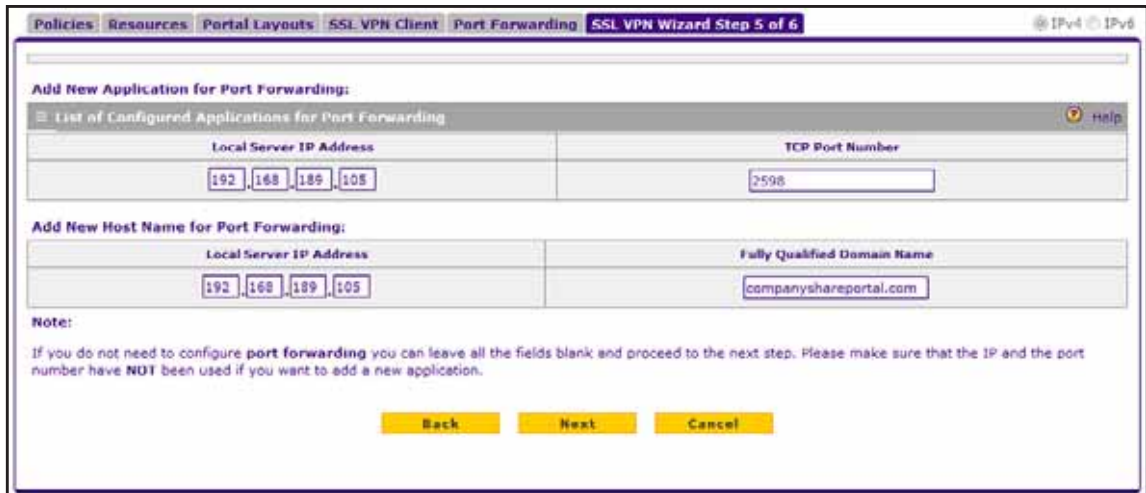 Policies Resources Portal Layouts SSL VPN Client Port Forwarding SSL VPN Wizard Step 5 of 6 IPv4 IPv6
Add New Application for Port Forwarding:
List of Configured Applications for Port Forwarding Help
Local Server IP Address TCP Port Number
192 . 168 . 189 . 105 2598
Add New Host Name for Port Forwarding:
Local Server IP Address Fully Qualified Domain Name
192 . 168 . 189 . 105 companyshareportal.com
Note:
If you do not need to configure port forwarding you can leave all the fields blank and proceed to the next step. Please make sure that the IP and the port
number have NOT been used if you want to add a new application.
Back Next Cancel